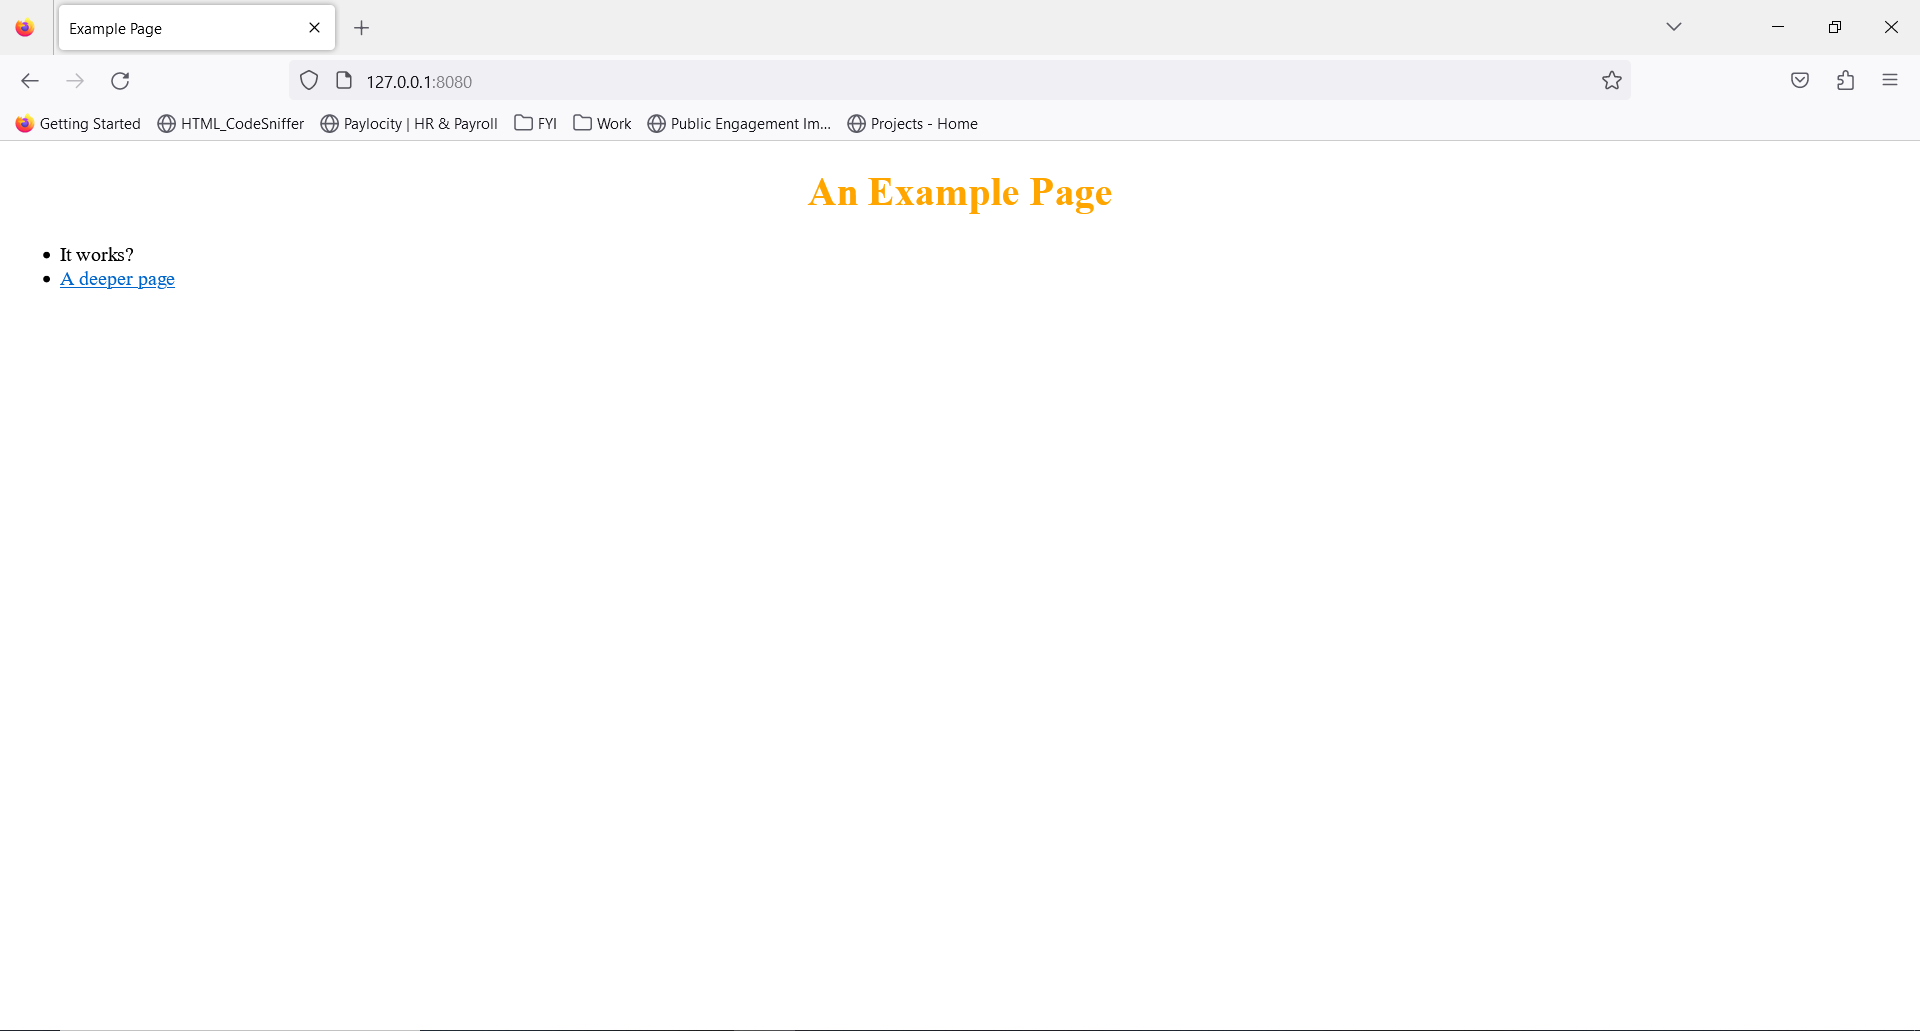 Example Page
127.0.0.1:8080
Getting Started HTML_CodeSniffer Paylocity | HR & Payroll FYI Work Public Engagement Im... Projects - Home
An Example Page
It works?
A deeper page